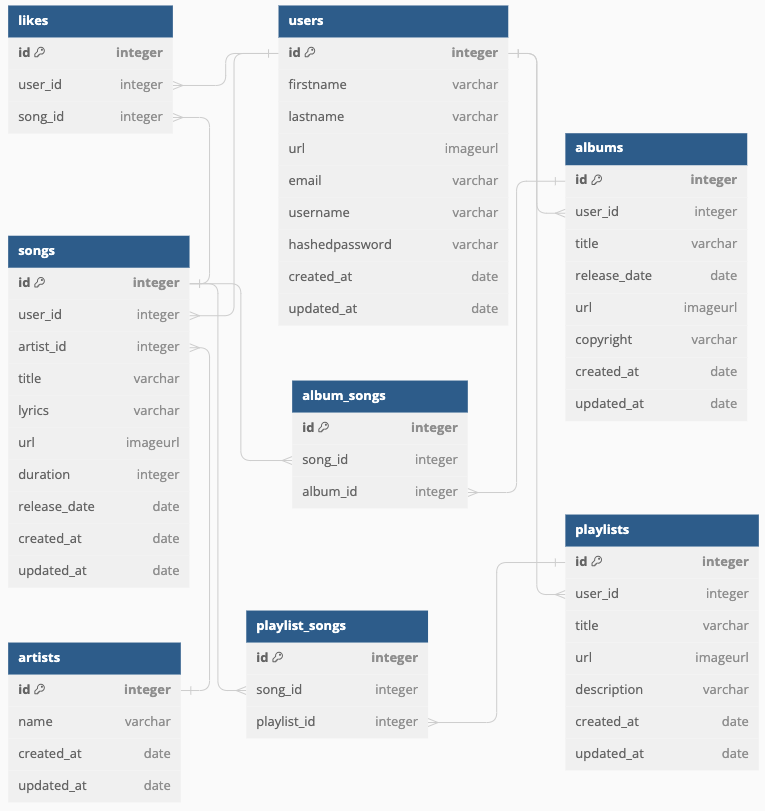 likes
id integer
user_id integer
song_id integer
users
id integer
firstname varchar
lastname varchar
url imageurl
email varchar
username varchar
hashedpassword varchar
created_at date
updated_at date
albums
id integer
user_id integer
title varchar
release_date date
url imageurl
copyright varchar
created_at date
updated_at date
songs
id integer
user_id integer
artist_id integer
title varchar
lyrics varchar
url imageurl
duration integer
release_date date
created_at date
updated_at date
album_songs
id integer
song_id integer
album_id integer
playlists
id integer
user_id integer
title varchar
url imageurl
description varchar
created_at date
updated_at date
playlist_songs
id integer
song_id integer
playlist_id integer
artists
id integer
name varchar
created_at date
updated_at date